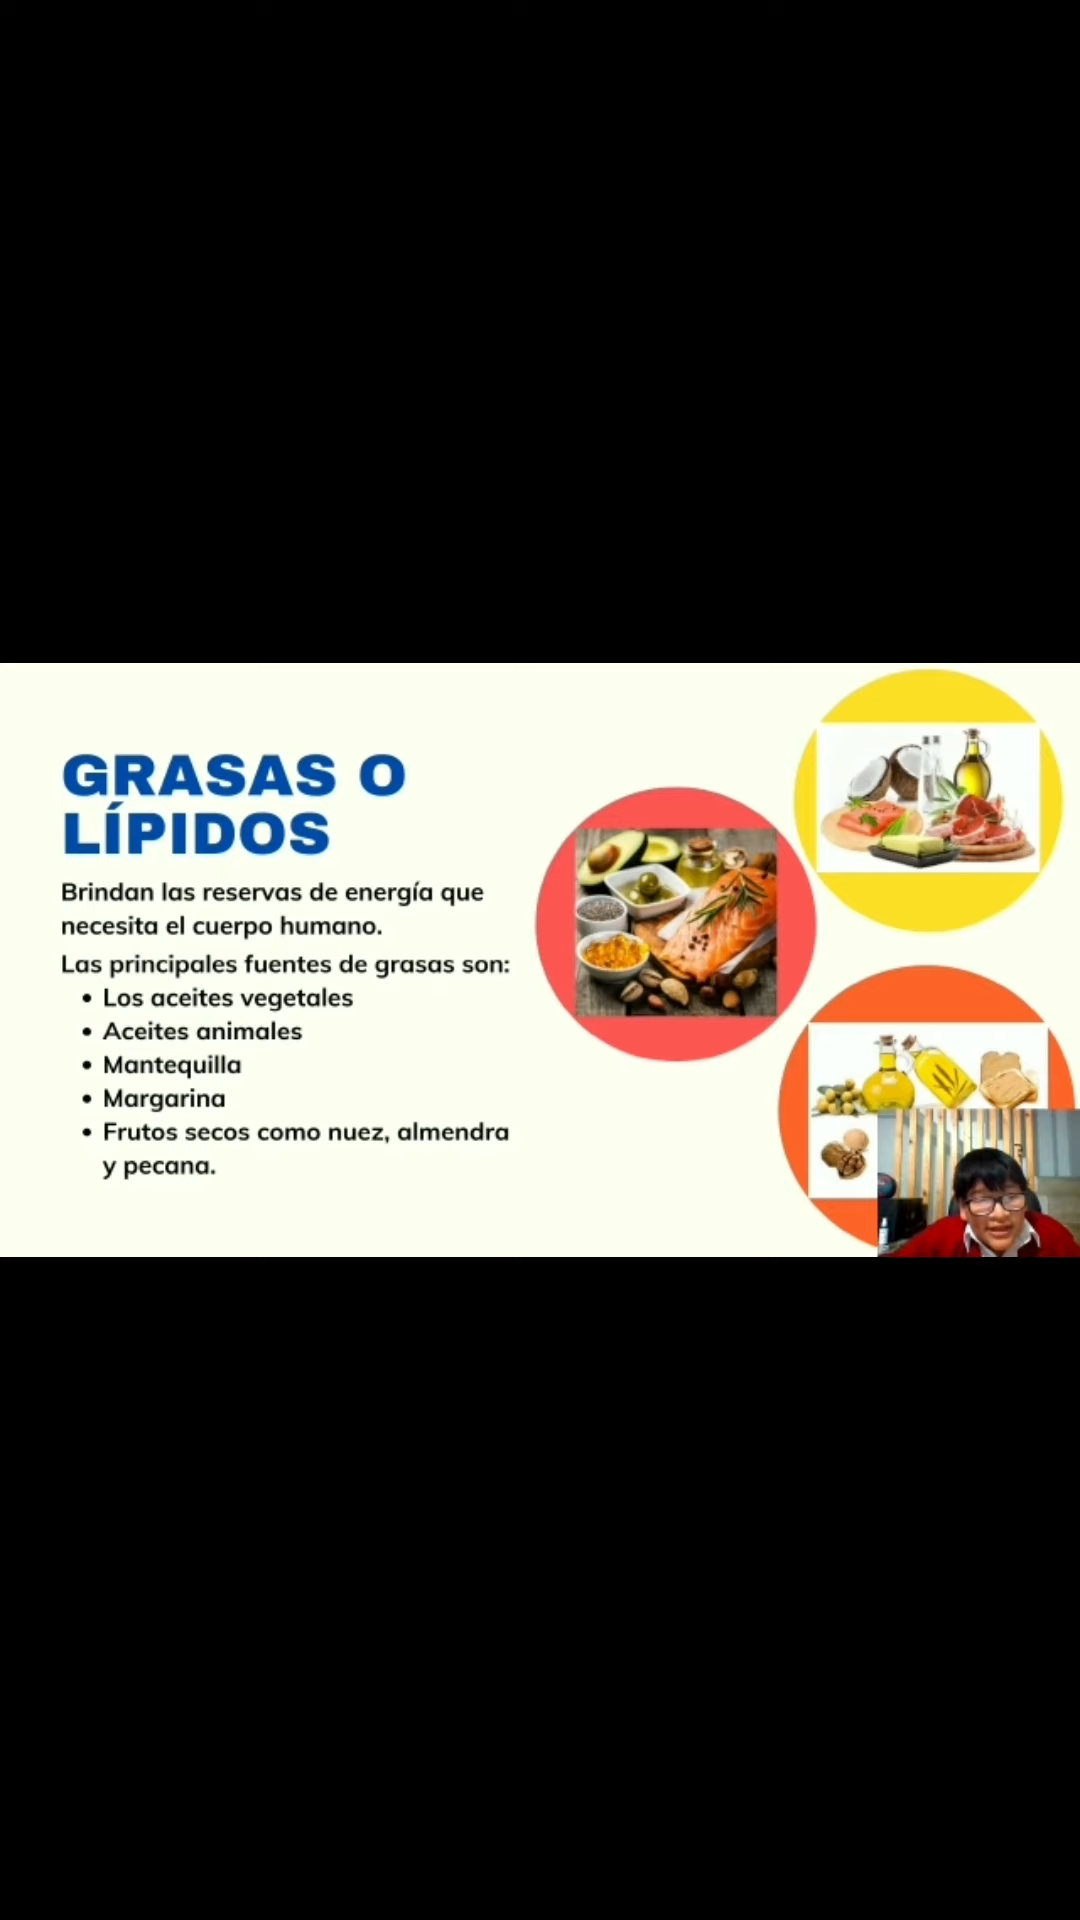 GRASAS O
LÍPIDOS
Brindan las reservas de energía que
necesita el cuerpo humano.
Las principales fuentes de grasas son:
• Los aceites vegetales
• Aceites animales
• Mantequilla
• Margarina
• Frutos secos como nuez, almendra
y pecana.